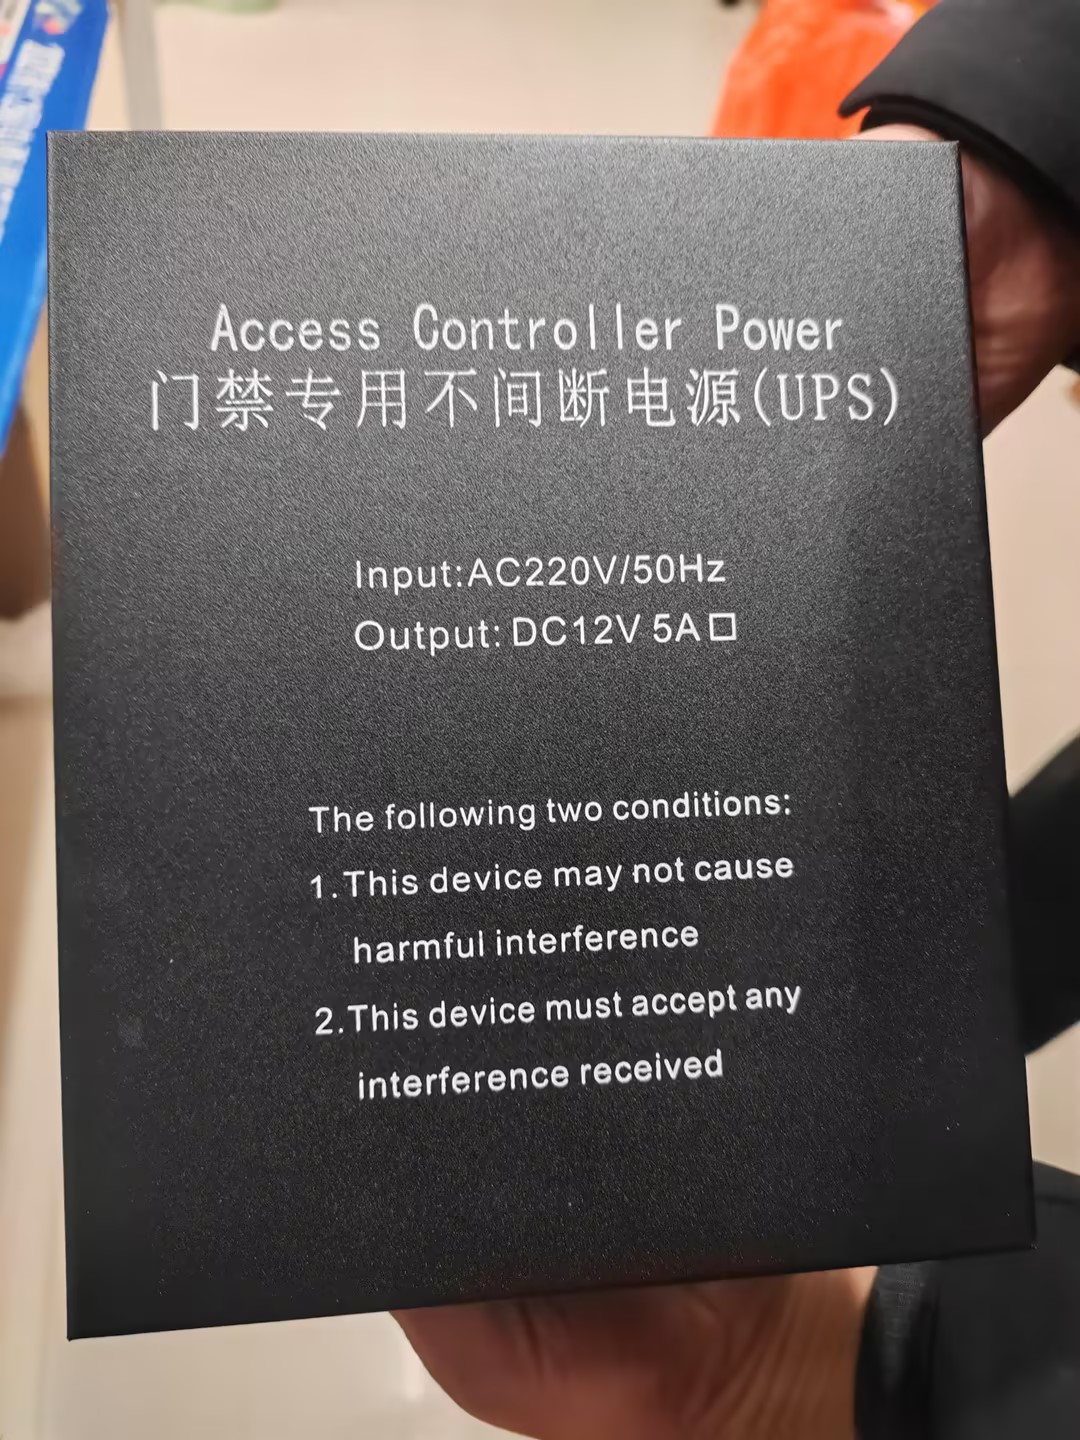 Access Controller Power
门禁专用不间断电源(UPS)
Input:AC220V/50Hz
Output: DC12V 5A□
The following two conditions:
1.This device may not cause
harmful interference
2.This device must accept any
interference received